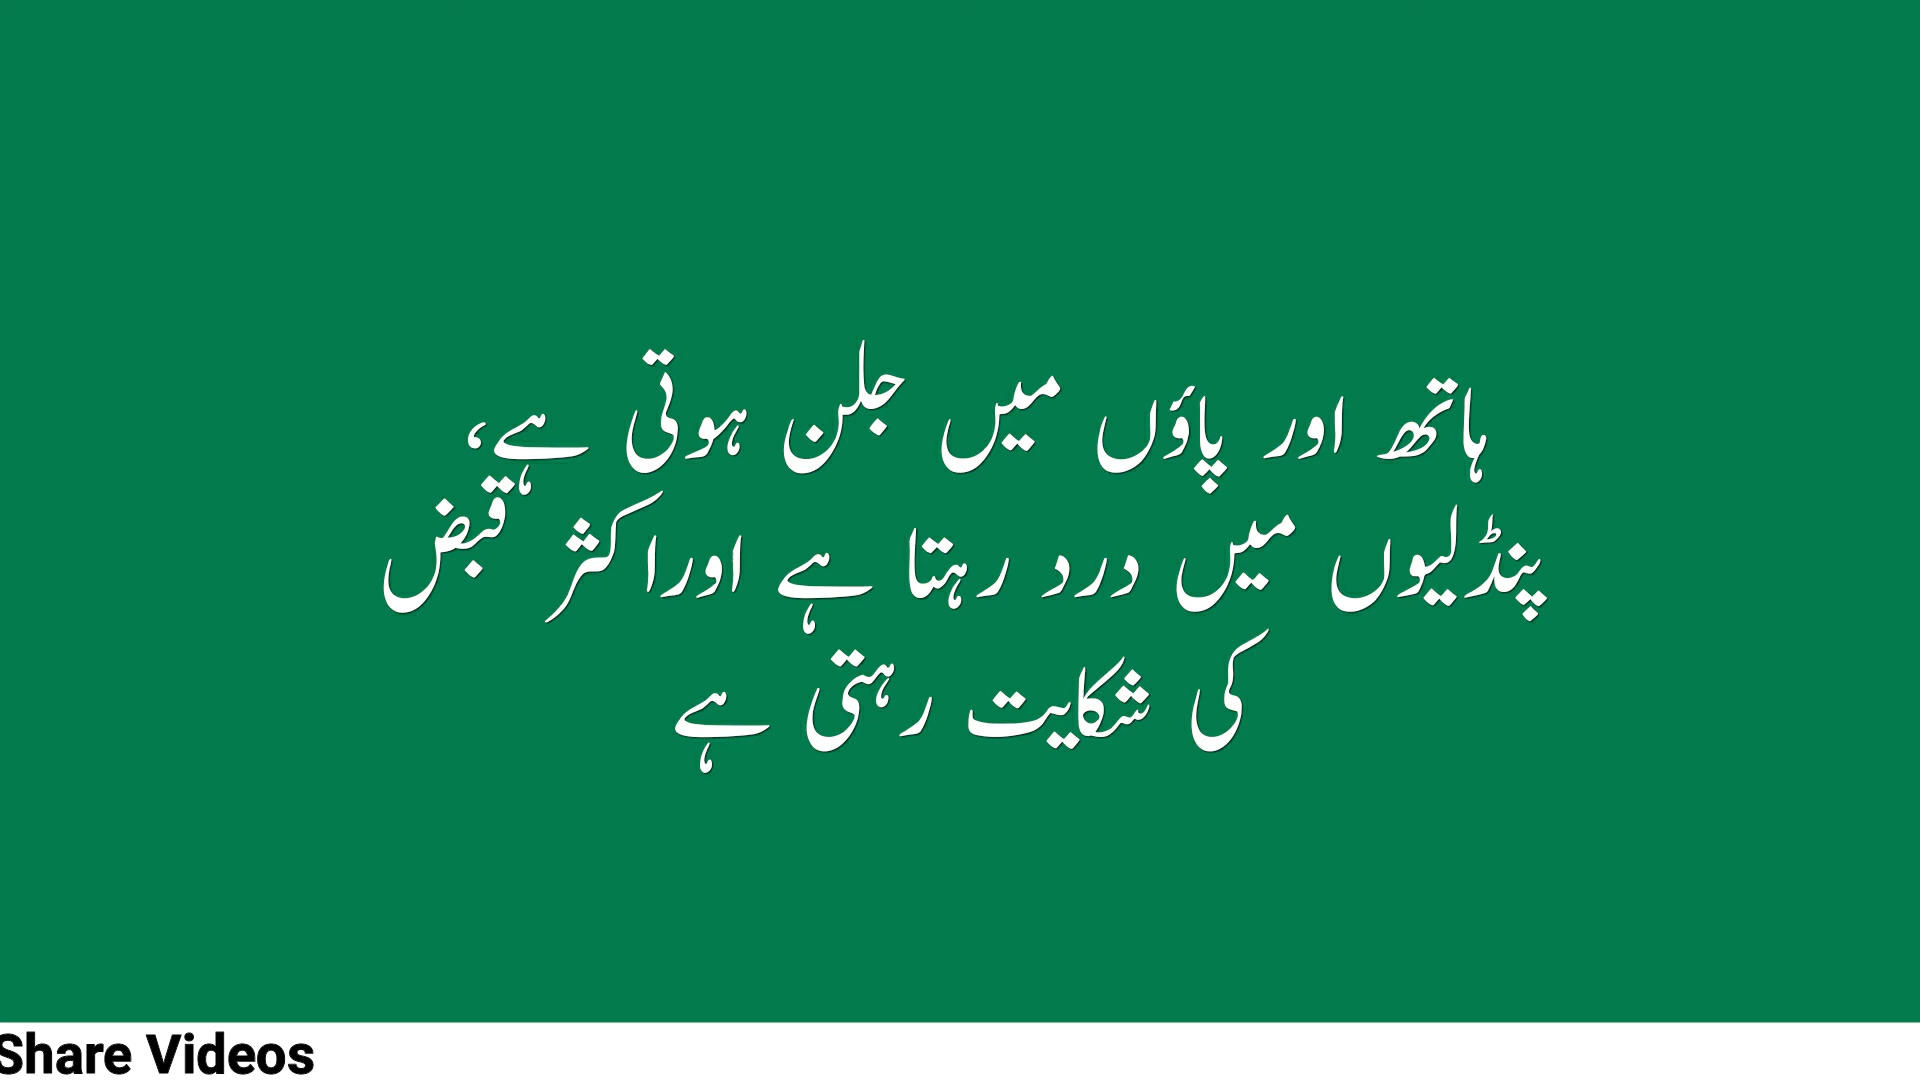 ہاتھ اور پاؤں میں جلن ہوتی ہے،
پنڈلیوں میں درد رہتا ہے اوراکثر قبض
کی شکایت رہتی ہے
Share Videos